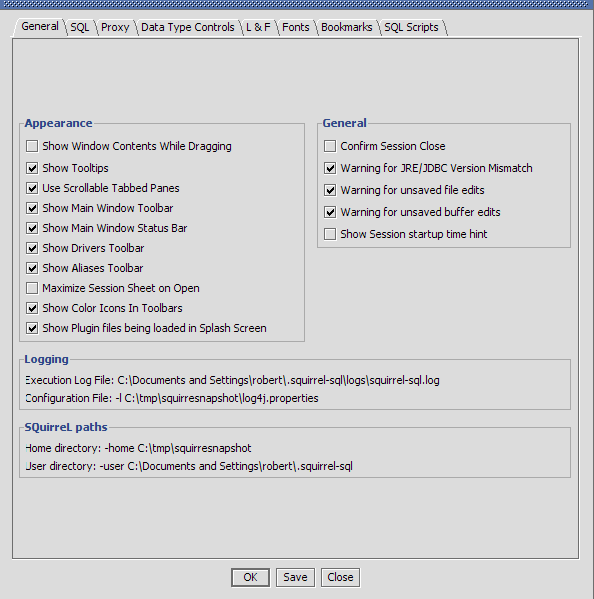 General SQL Proxy Data Type Controls L & F Fonts Bookmarks SQL Scripts
Appearance
Show Window Contents While Dragging
Show Tooltips
Use Scrollable Tabbed Panes
Show Main Window Toolbar
Show Main Window Status Bar
Show Drivers Toolbar
Show Aliases Toolbar
Maximize Session Sheet on Open
Show Color Icons In Toolbars
Show Plugin files being loaded in Splash Screen
General
Confirm Session Close
Warning for JRE/JDBC Version Mismatch
Warning for unsaved file edits
Warning for unsaved buffer edits
Show Session startup time hint
Logging
Execution Log File: C:\Documents and Settings\robert\.squirrel-sql\logs\squirrel-sql.log
Configuration File: -l C:\tmp\squirresnapshot\log4j.properties
SQuirreL paths
Home directory: -home C:\tmp\squirresnapshot
User directory: -user C:\Documents and Settings\robert\.squirrel-sql
OK Save Close